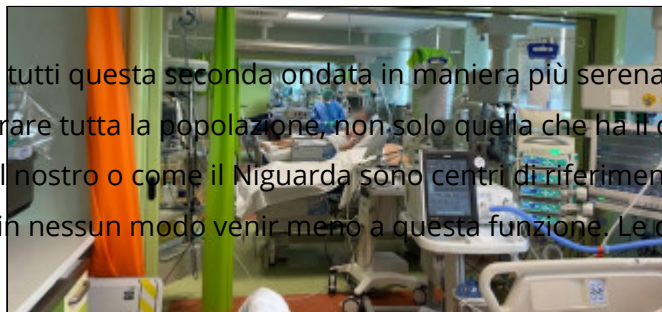 tutti questa seconda ondata in maniera più serena
rare tutta la popolazione, non solo quella che ha il
l nostro o come il Niguarda sono centri di riferimen
in nessun modo venir meno a questa funzione. Le